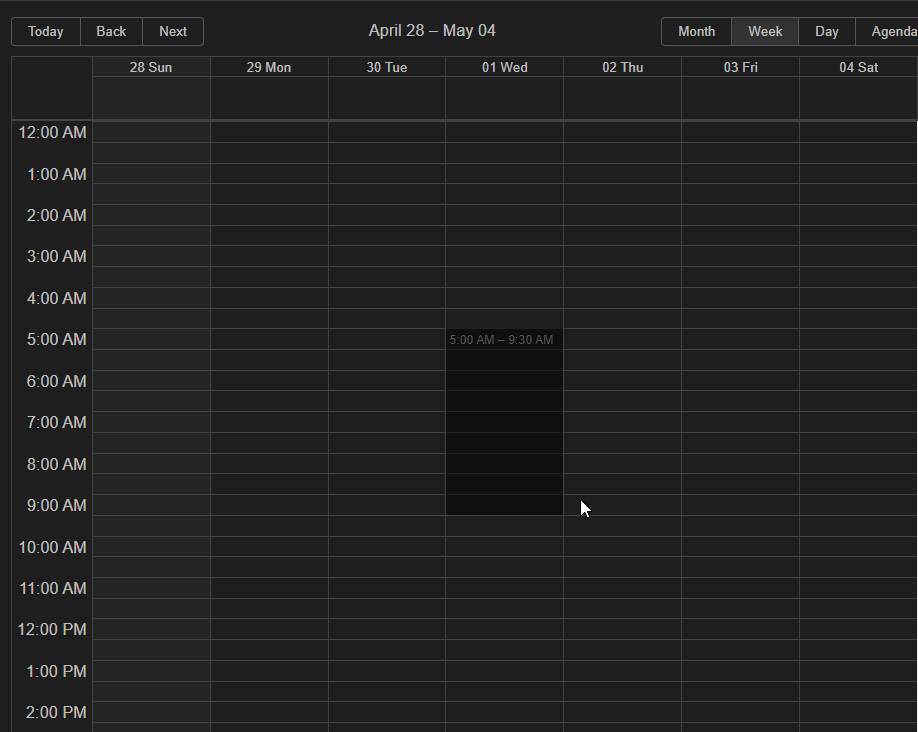 Today Back Next April 28 – May 04 Month Week Day Agenda
28 Sun 29 Mon 30 Tue 01 Wed 02 Thu 03 Fri 04 Sat
12:00 AM
1:00 AM
2:00 AM
3:00 AM
4:00 AM
5:00 AM 5:00 AM – 9:30 AM
6:00 AM
7:00 AM
8:00 AM
9:00 AM
10:00 AM
11:00 AM
12:00 PM
1:00 PM
2:00 PM